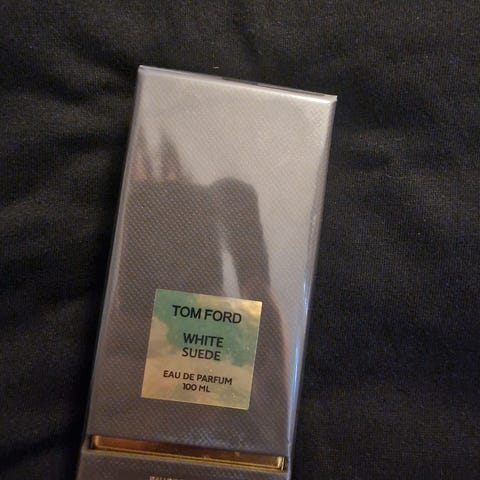 TOM FORD
WHITE
SUEDE
EAU DE PARFUM
100 ML